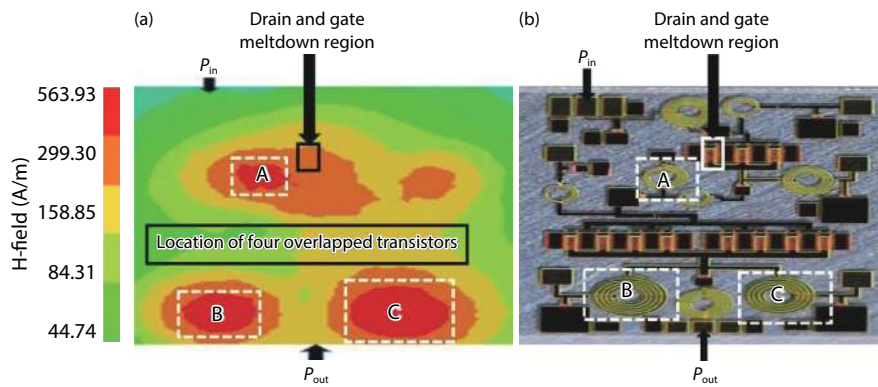 (a)
Drain and gate
meltdown region
P_in
H-field (A/m)
563.93
299.30
158.85
84.31
44.74
A
Location of four overlapped transistors
B
C
P_out
(b)
Drain and gate
meltdown region
P_in
A
B
C
P_out